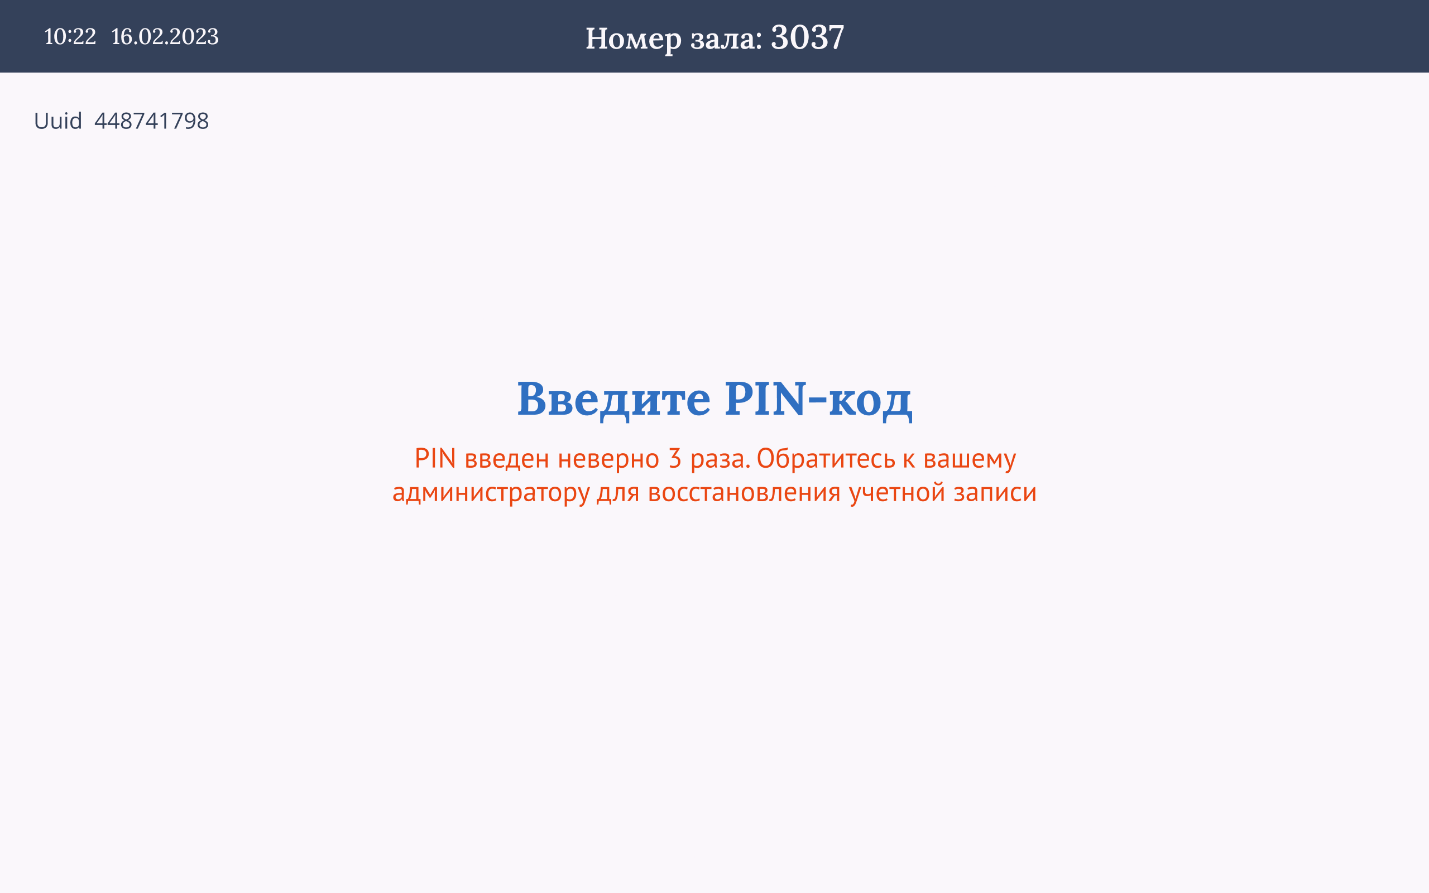 10:22 16.02.2023
Номер зала: 3037
Uuid 448741798
Введите PIN-код
PIN введен неверно 3 раза. Обратитесь к вашему
администратору для восстановления учетной записи